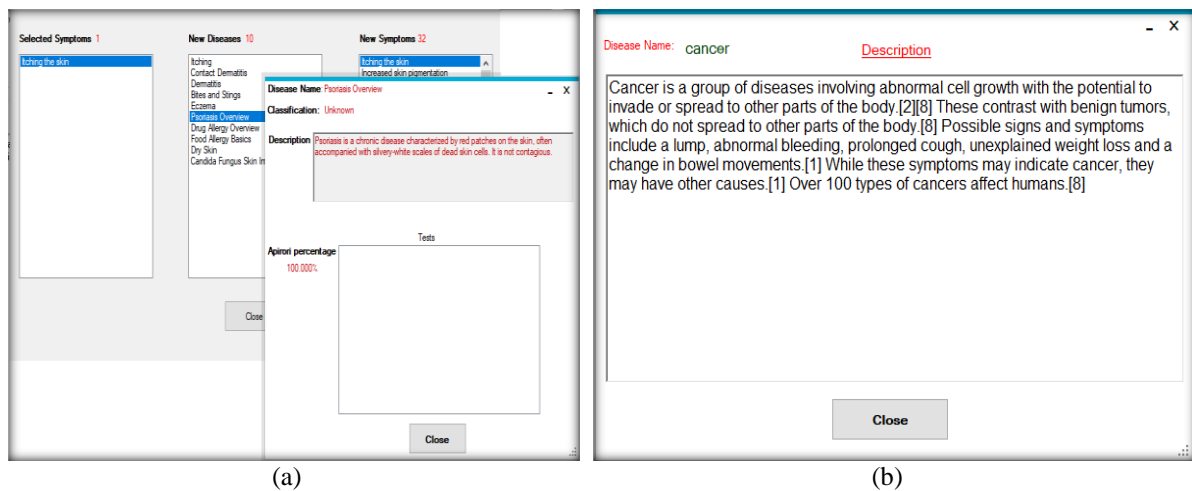 Selected Symptoms 1
Itching the skin
New Diseases 10
Itching
Contact Dermatitis
Dermatitis
Bites and Stings
Eczema
Psoriasis Overview
Drug Allergy Overview
Food Allergy Basics
Dry Skin
Candida Fungus Skin In
New Symptoms 32
Itching the skin
Increased skin pigmentation
Close
Disease Name Psoriasis Overview
- X
Classification: Unknown
Description Psoriasis is a chronic disease characterized by red patches on the skin, often
accompanied with silvery-white scales of dead skin cells. It is not contagious.
Tests
Apirori percentage
100.000%
Close
(a)
- X
Disease Name: cancer Description
Cancer is a group of diseases involving abnormal cell growth with the potential to
invade or spread to other parts of the body.[2][8] These contrast with benign tumors,
which do not spread to other parts of the body.[8] Possible signs and symptoms
include a lump, abnormal bleeding, prolonged cough, unexplained weight loss and a
change in bowel movements.[1] While these symptoms may indicate cancer, they
may have other causes.[1] Over 100 types of cancers affect humans.[8]
Close
(b)